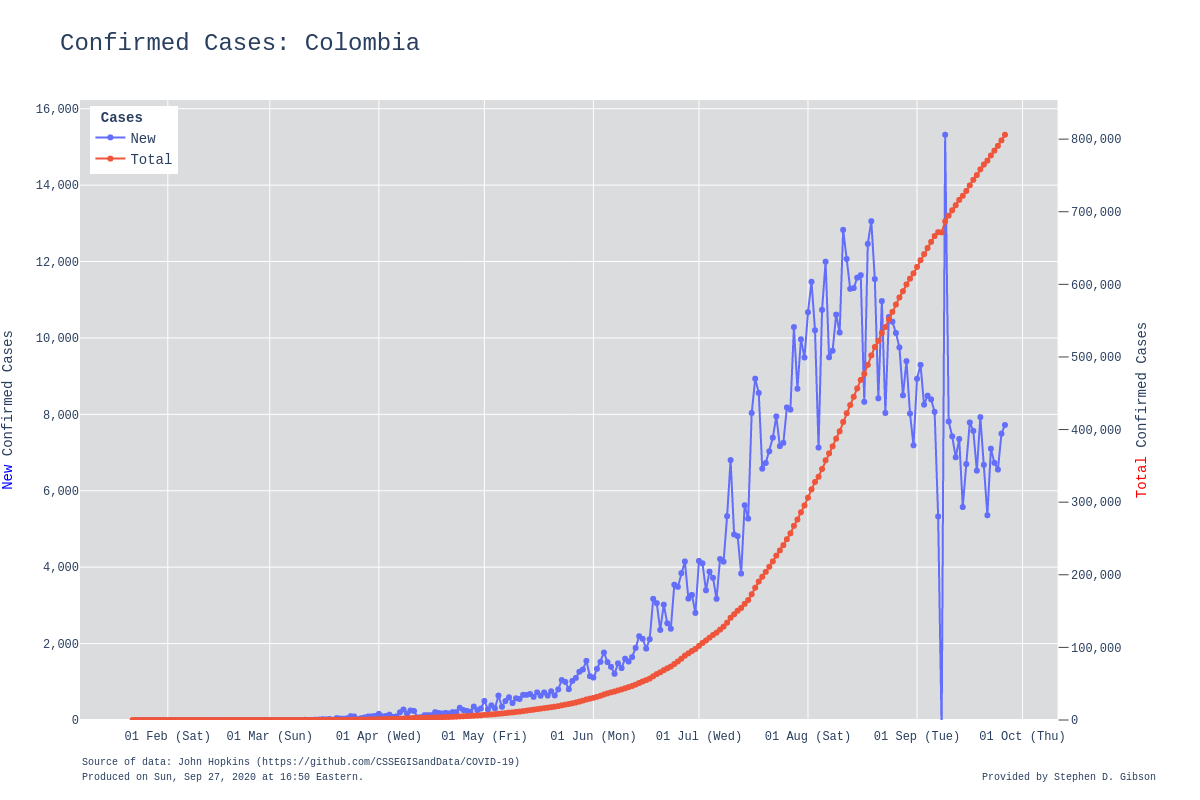 Confirmed Cases: Colombia
Cases
New
Total
16,000
14,000
12,000
10,000
8,000
6,000
4,000
2,000
0
800,000
700,000
600,000
500,000
400,000
300,000
200,000
100,000
0
New Confirmed Cases
Total Confirmed Cases
01 Feb (Sat) 01 Mar (Sun) 01 Apr (Wed) 01 May (Fri) 01 Jun (Mon) 01 Jul (Wed) 01 Aug (Sat) 01 Sep (Tue) 01 Oct (Thu)
Source of data: John Hopkins (https://github.com/CSSEGISandData/COVID-19)
Produced on Sun, Sep 27, 2020 at 16:50 Eastern.
Provided by Stephen D. Gibson